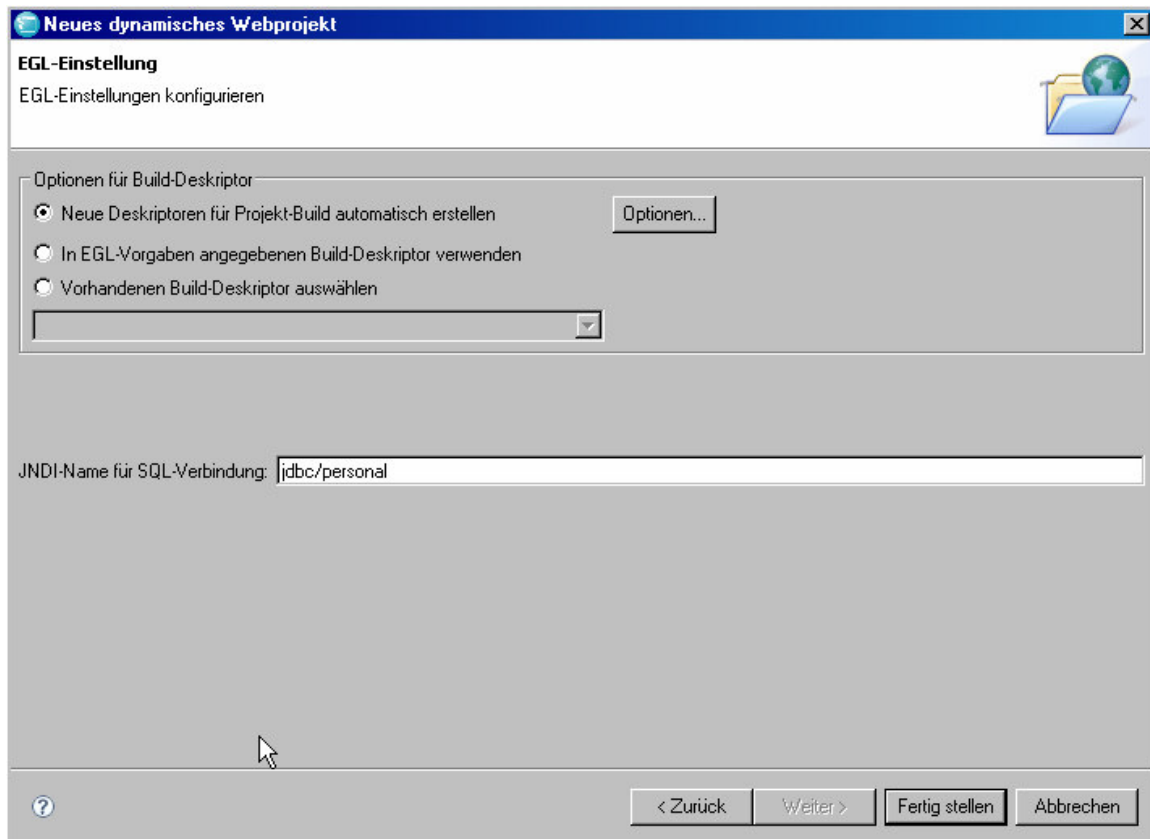 Neues dynamisches Webprojekt
EGL-Einstellung
EGL-Einstellungen konfigurieren
Optionen für Build-Deskriptor
Neue Deskriptoren für Projekt-Build automatisch erstellen
Optionen...
In EGL-Vorgaben angegebenen Build-Deskriptor verwenden
Vorhandenen Build-Deskriptor auswählen
JNDI-Name für SQL-Verbindung: jdbc/personal
? < Zurück Weiter > Fertig stellen Abbrechen